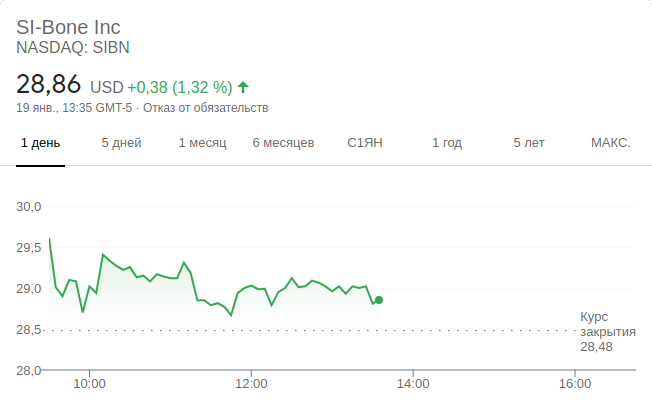 SI-Bone Inc
NASDAQ: SIBN
28,86 USD +0,38 (1,32 %)
19 янв., 13:35 GMT-5 · Отказ от обязательств
1 день 5 дней 1 месяц 6 месяцев С1ЯН 1 год 5 лет МАКС.
30,0
29,5
29,0
28,5
28,0
Курс
закрытия
28,48
10:00 12:00 14:00 16:00